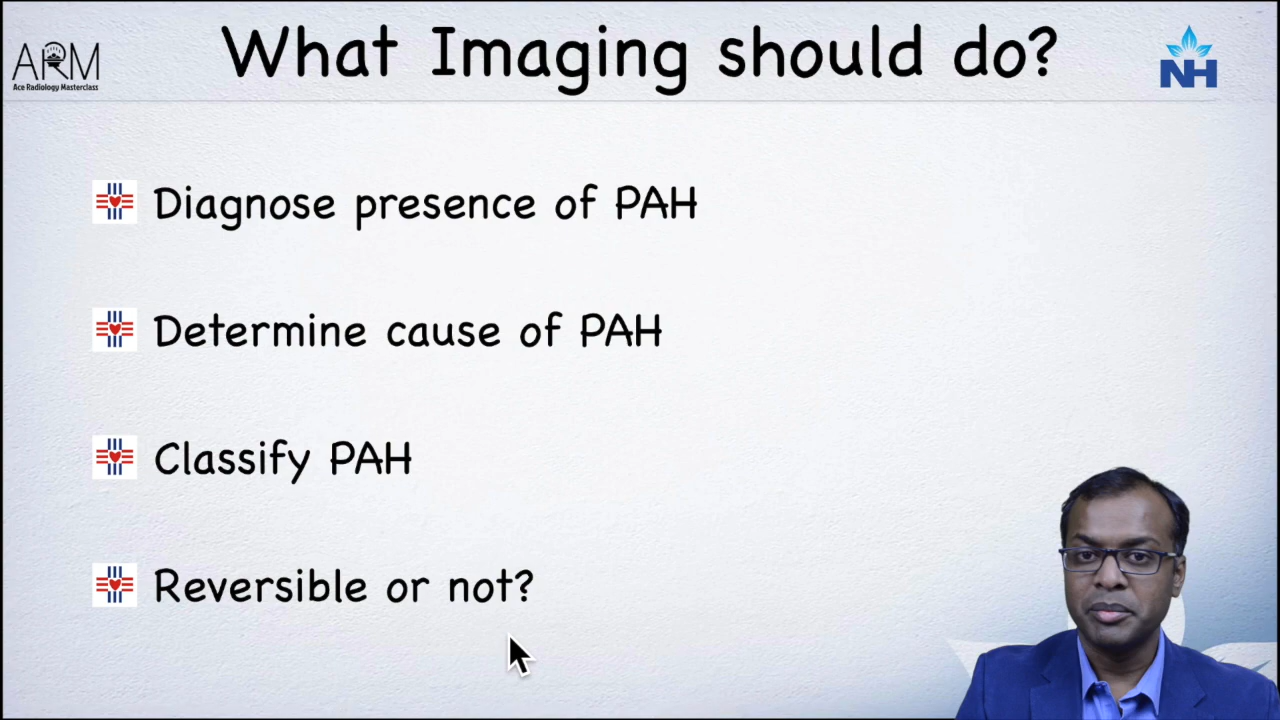 What Imaging should do?
ARM
Ace Radiology Masterclass
NH
Diagnose presence of PAH
Determine cause of PAH
Classify PAH
Reversible or not?